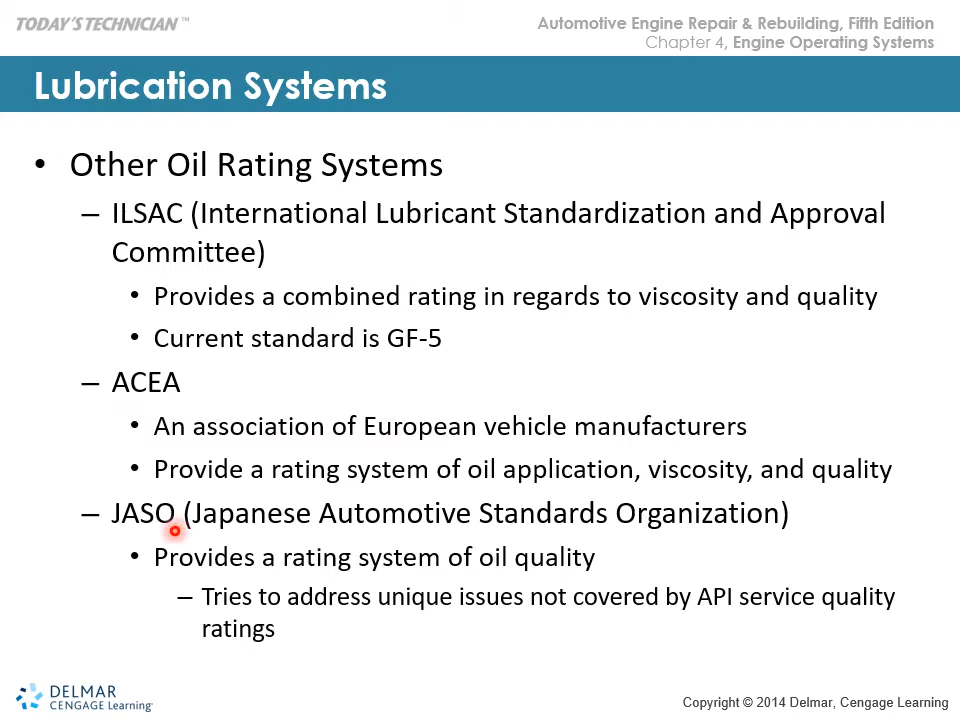 TODAY'S TECHNICIAN ™
Automotive Engine Repair & Rebuilding, Fifth Edition
Chapter 4, Engine Operating Systems
Lubrication Systems
• Other Oil Rating Systems
– ILSAC (International Lubricant Standardization and Approval
Committee)
• Provides a combined rating in regards to viscosity and quality
• Current standard is GF-5
– ACEA
• An association of European vehicle manufacturers
• Provide a rating system of oil application, viscosity, and quality
– JASO (Japanese Automotive Standards Organization)
• Provides a rating system of oil quality
– Tries to address unique issues not covered by API service quality
ratings
DELMAR
CENGAGE Learning
Copyright © 2014 Delmar, Cengage Learning